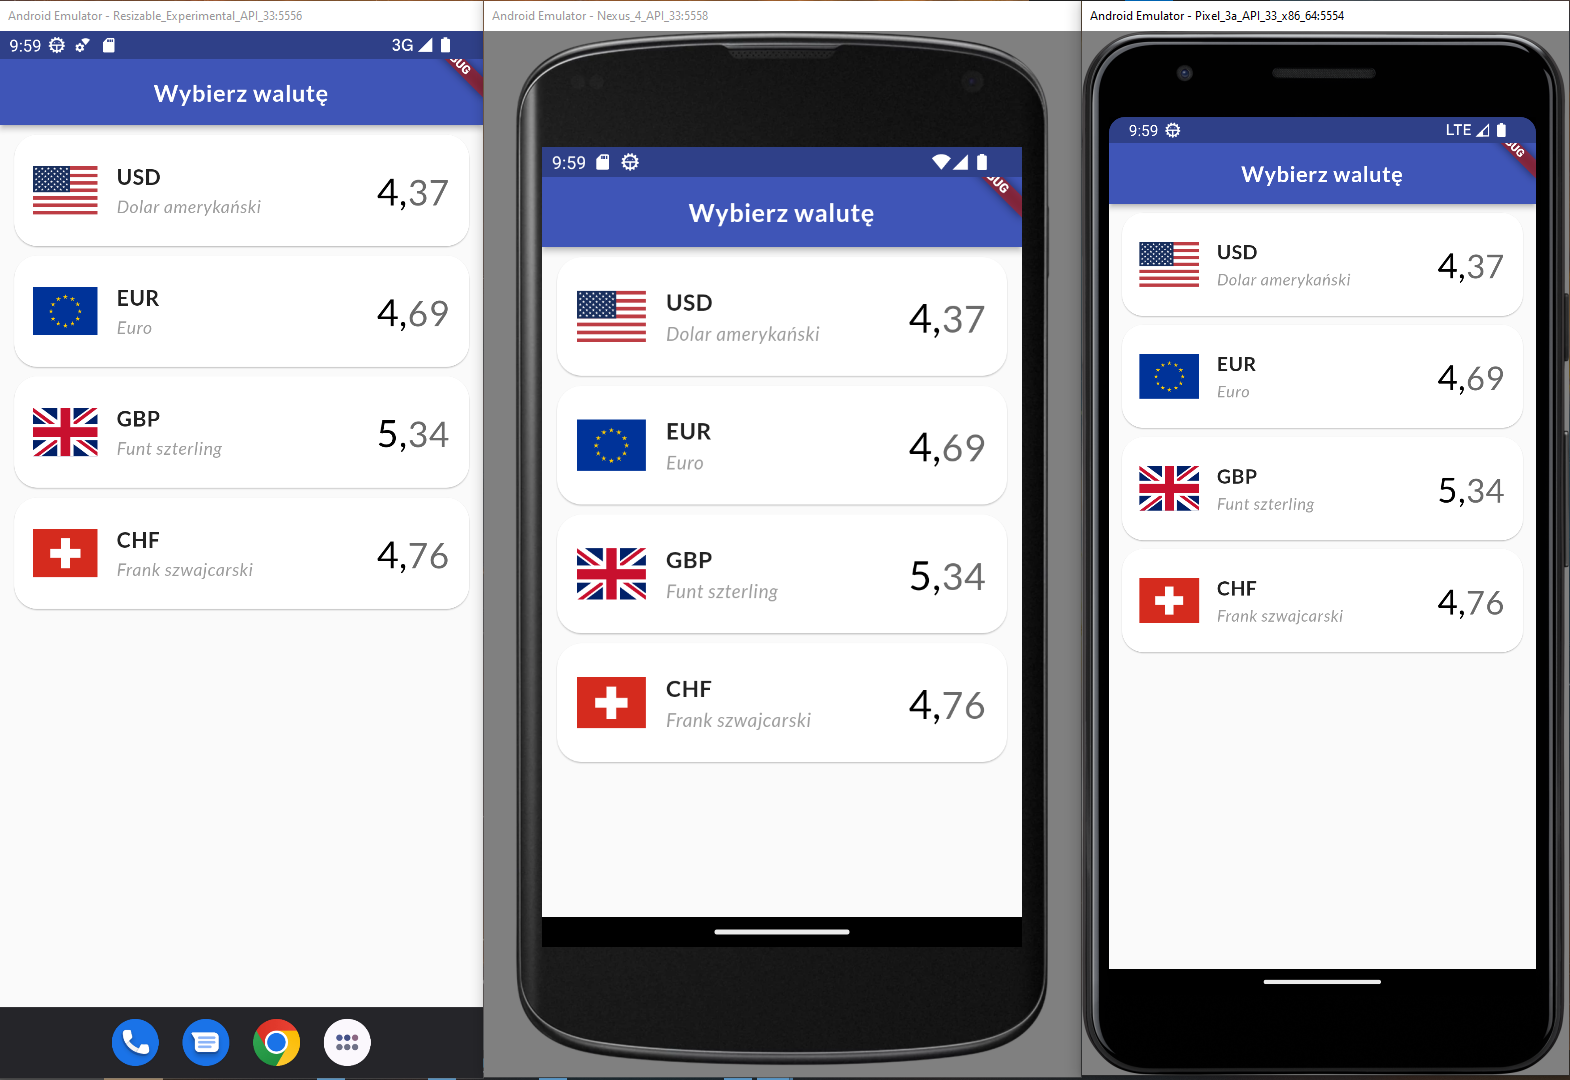 Android Emulator - Resizable_Experimental_API_33:5556
9:59
3G
Wybierz walutę
USD
Dolar amerykański
4,37
EUR
Euro
4,69
GBP
Funt szterling
5,34
CHF
Frank szwajcarski
4,76
Android Emulator - Nexus_4_API_33:5558
9:59
Wybierz walutę
USD
Dolar amerykański
4,37
EUR
Euro
4,69
GBP
Funt szterling
5,34
CHF
Frank szwajcarski
4,76
Android Emulator - Pixel_3a_API_33_x86_64:5554
9:59
LTE
Wybierz walutę
USD
Dolar amerykański
4,37
EUR
Euro
4,69
GBP
Funt szterling
5,34
CHF
Frank szwajcarski
4,76